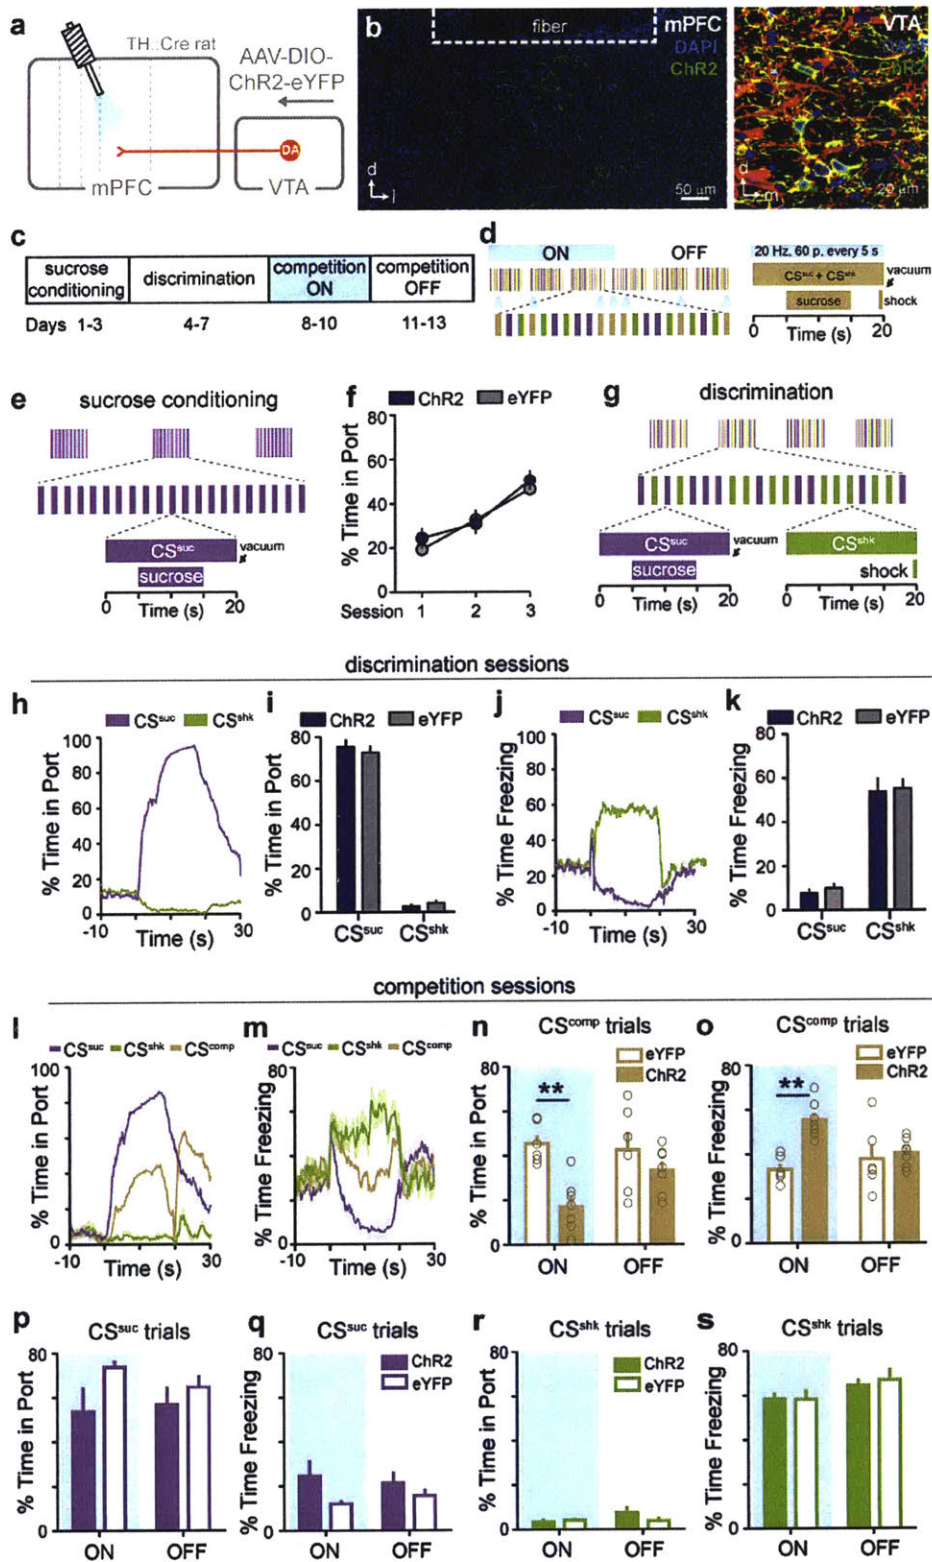 a
TH::Cre rat
AAV-DIO-
ChR2-eYFP
DA
mPFC
VTA
b
fiber
mPFC
DAPI
ChR2
d
l
50 µm
VTA
DAPI
ChR2
d
m
20 µm
c
sucrose conditioning
discrimination
competition ON
competition OFF
Days 1-3
4-7
8-10
11-13
d
ON
OFF
20 Hz, 60 p, every 5 s
CSsuc + CSshk
vacuum
sucrose
shock
0
20
Time (s)
e
sucrose conditioning
CSsuc
vacuum
sucrose
0
20
Time (s)
f
ChR2
eYFP
% Time in Port
80
60
40
20
0
Session 1 2 3
g
discrimination
CSsuc
vacuum
sucrose
0
20
Time (s)
CSshk
shock
0
20
Time (s)
discrimination sessions
h
CSsuc
CSshk
% Time in Port
100
80
60
40
20
0
-10
30
Time (s)
i
ChR2
eYFP
% Time in Port
80
60
40
20
0
CSsuc
CSshk
j
CSsuc
CSshk
% Time Freezing
100
80
60
40
20
0
-10
30
Time (s)
k
ChR2
eYFP
% Time Freezing
80
60
40
20
0
CSsuc
CSshk
competition sessions
l
CSsuc
CSshk
CScomp
% Time in Port
100
0
-10
30
Time (s)
m
CSsuc
CSshk
CScomp
% Time Freezing
80
0
-10
30
Time (s)
n
CScomp trials
eYFP
ChR2
% Time in Port
80
0
**
ON
OFF
o
CScomp trials
eYFP
ChR2
% Time Freezing
80
0
**
ON
OFF
p
CSsuc trials
% Time in Port
80
0
ON
OFF
q
CSsuc trials
ChR2
eYFP
% Time Freezing
80
0
ON
OFF
r
CSshk trials
ChR2
eYFP
% Time in Port
80
0
ON
OFF
s
CSshk trials
% Time Freezing
80
0
ON
OFF